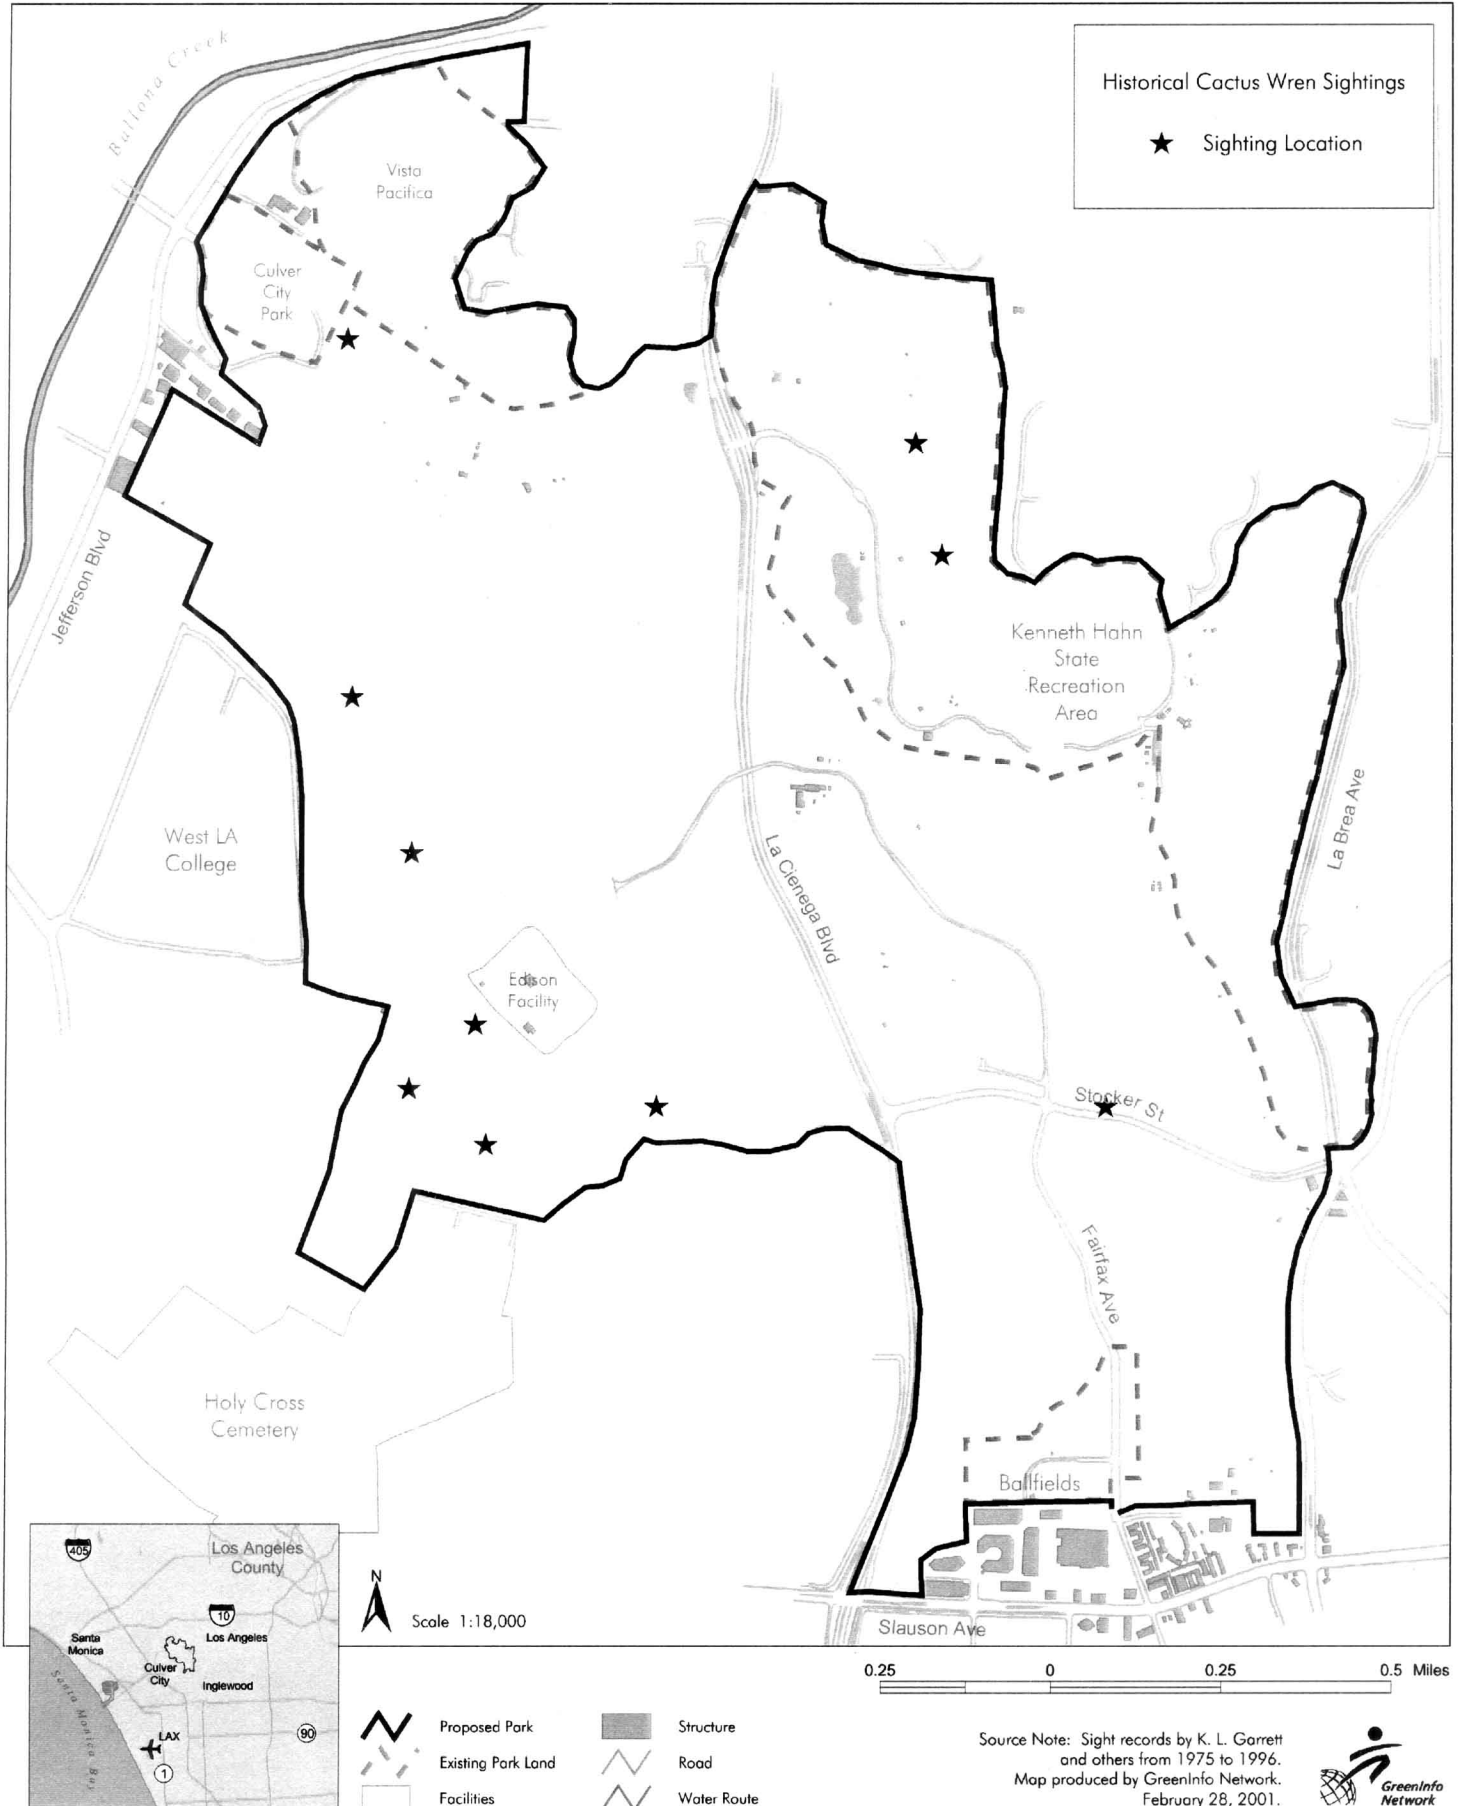 Ballona Creek
Historical Cactus Wren Sightings
Sighting Location
Vista
Pacifica
Culver
City
Park
Jefferson Blvd
Kenneth Hahn
State
Recreation
Area
West LA
College
La Cienega Blvd
La Brea Ave
Edison
Facility
Stocker St
Fairfax Ave
Holy Cross
Cemetery
Ballfields
Slauson Ave
405
Los Angeles
County
10
Santa
Monica
Los Angeles
Culver
City
Inglewood
Santa Monica Bay
LAX
90
1
N
Scale 1:18,000
0.25 0 0.25 0.5 Miles
Proposed Park
Existing Park Land
Facilities
Structure
Road
Water Route
Source Note: Sight records by K. L. Garrett
and others from 1975 to 1996.
Map produced by GreenInfo Network.
February 28, 2001.
GreenInfo
Network